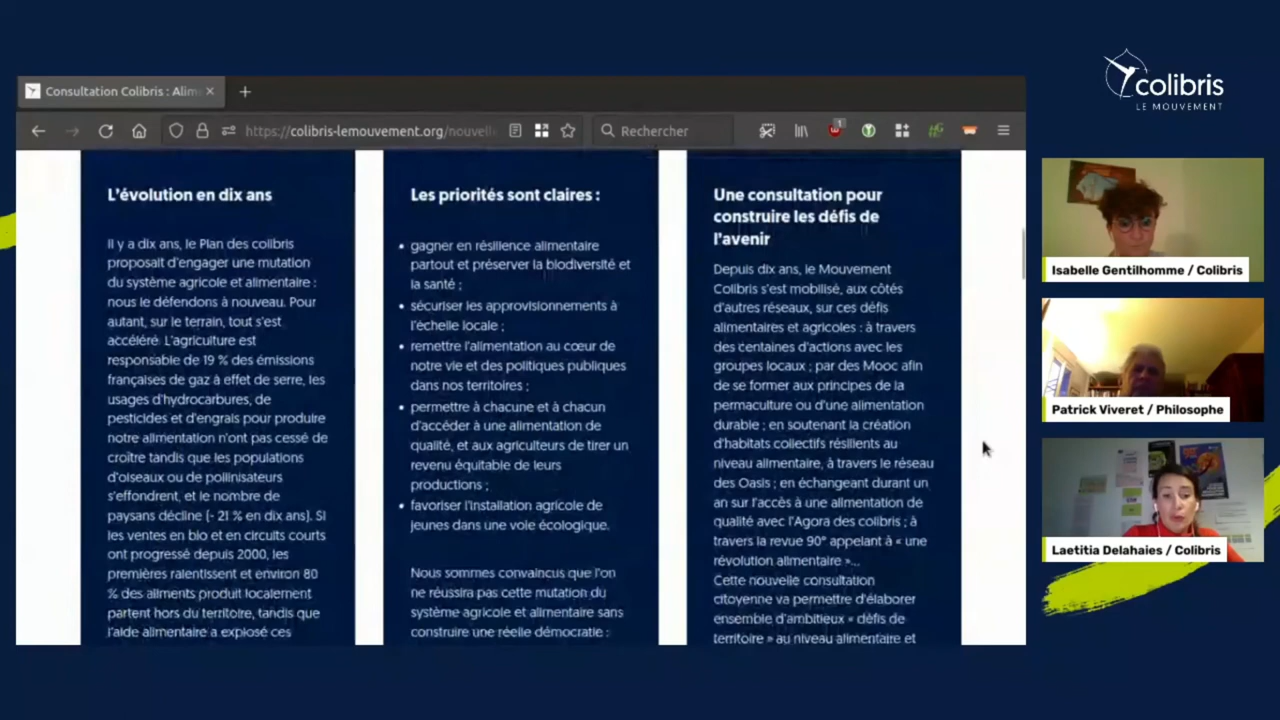 colibris
LE MOUVEMENT
Consultation Colibris : Alim
https://colibris-lemouvement.org/nouvell
Rechercher
1
L'évolution en dix ans
Il y a dix ans, le Plan des colibris
proposait d'engager une mutation
du système agricole et alimentaire :
nous le défendons à nouveau. Pour
autant, sur le terrain, tout s'est
accéléré. L'agriculture est
responsable de 19 % des émissions
françaises de gaz à effet de serre, les
usages d'hydrocarbures, de
pesticides et d'engrais pour produire
notre alimentation n'ont pas cessé de
croître tandis que les populations
d'oiseaux ou de pollinisateurs
s'effondrent, et le nombre de
paysans décline (- 21 % en dix ans). Si
les ventes en bio et en circuits courts
ont progressé depuis 2000, les
premières ralentissent et environ 80
% des aliments produit localement
partent hors du territoire, tandis que
l'aide alimentaire a explosé ces
Les priorités sont claires :
• gagner en résilience alimentaire
partout et préserver la biodiversité et
la santé ;
• sécuriser les approvisionnements à
l'échelle locale ;
• remettre l'alimentation au cœur de
notre vie et des politiques publiques
dans nos territoires ;
• permettre à chacune et à chacun
d'accéder à une alimentation de
qualité, et aux agriculteurs de tirer un
revenu équitable de leurs
productions ;
• favoriser l'installation agricole de
jeunes dans une voie écologique.
Nous sommes convaincus que l'on
ne réussira pas cette mutation du
système agricole et alimentaire sans
construire une réelle démocratie :
Une consultation pour
construire les défis de
l'avenir
Depuis dix ans, le Mouvement
Colibris s'est mobilisé, aux côtés
d'autres réseaux, sur ces défis
alimentaires et agricoles : à travers
des centaines d'actions avec les
groupes locaux ; par des Mooc afin
de se former aux principes de la
permaculture ou d'une alimentation
durable ; en soutenant la création
d'habitats collectifs résilients au
niveau alimentaire, à travers le réseau
des Oasis ; en échangeant durant un
an sur l'accès à une alimentation de
qualité avec l'Agora des colibris ; à
travers la revue 90° appelant à « une
révolution alimentaire »...
Cette nouvelle consultation
citoyenne va permettre d'élaborer
ensemble d'ambitieux « défis de
territoire » au niveau alimentaire et
Isabelle Gentilhomme / Colibris
Patrick Viveret / Philosophe
Laetitia Delahaies / Colibris